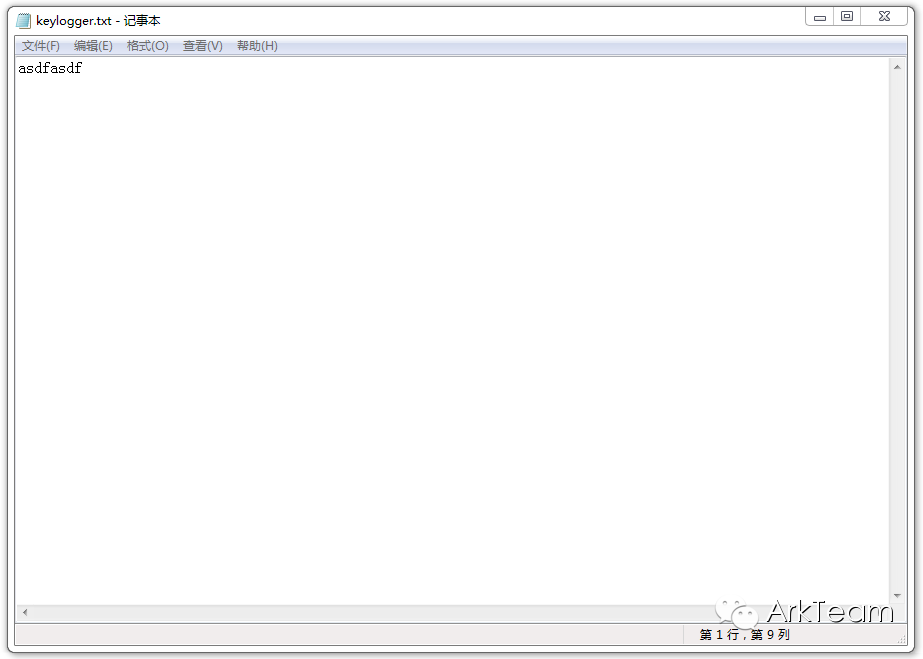 keylogger.txt - 记事本
文件(F) 编辑(E) 格式(O) 查看(V) 帮助(H)
asdfasdf
ArkTeam
第 1 行，第 9 列